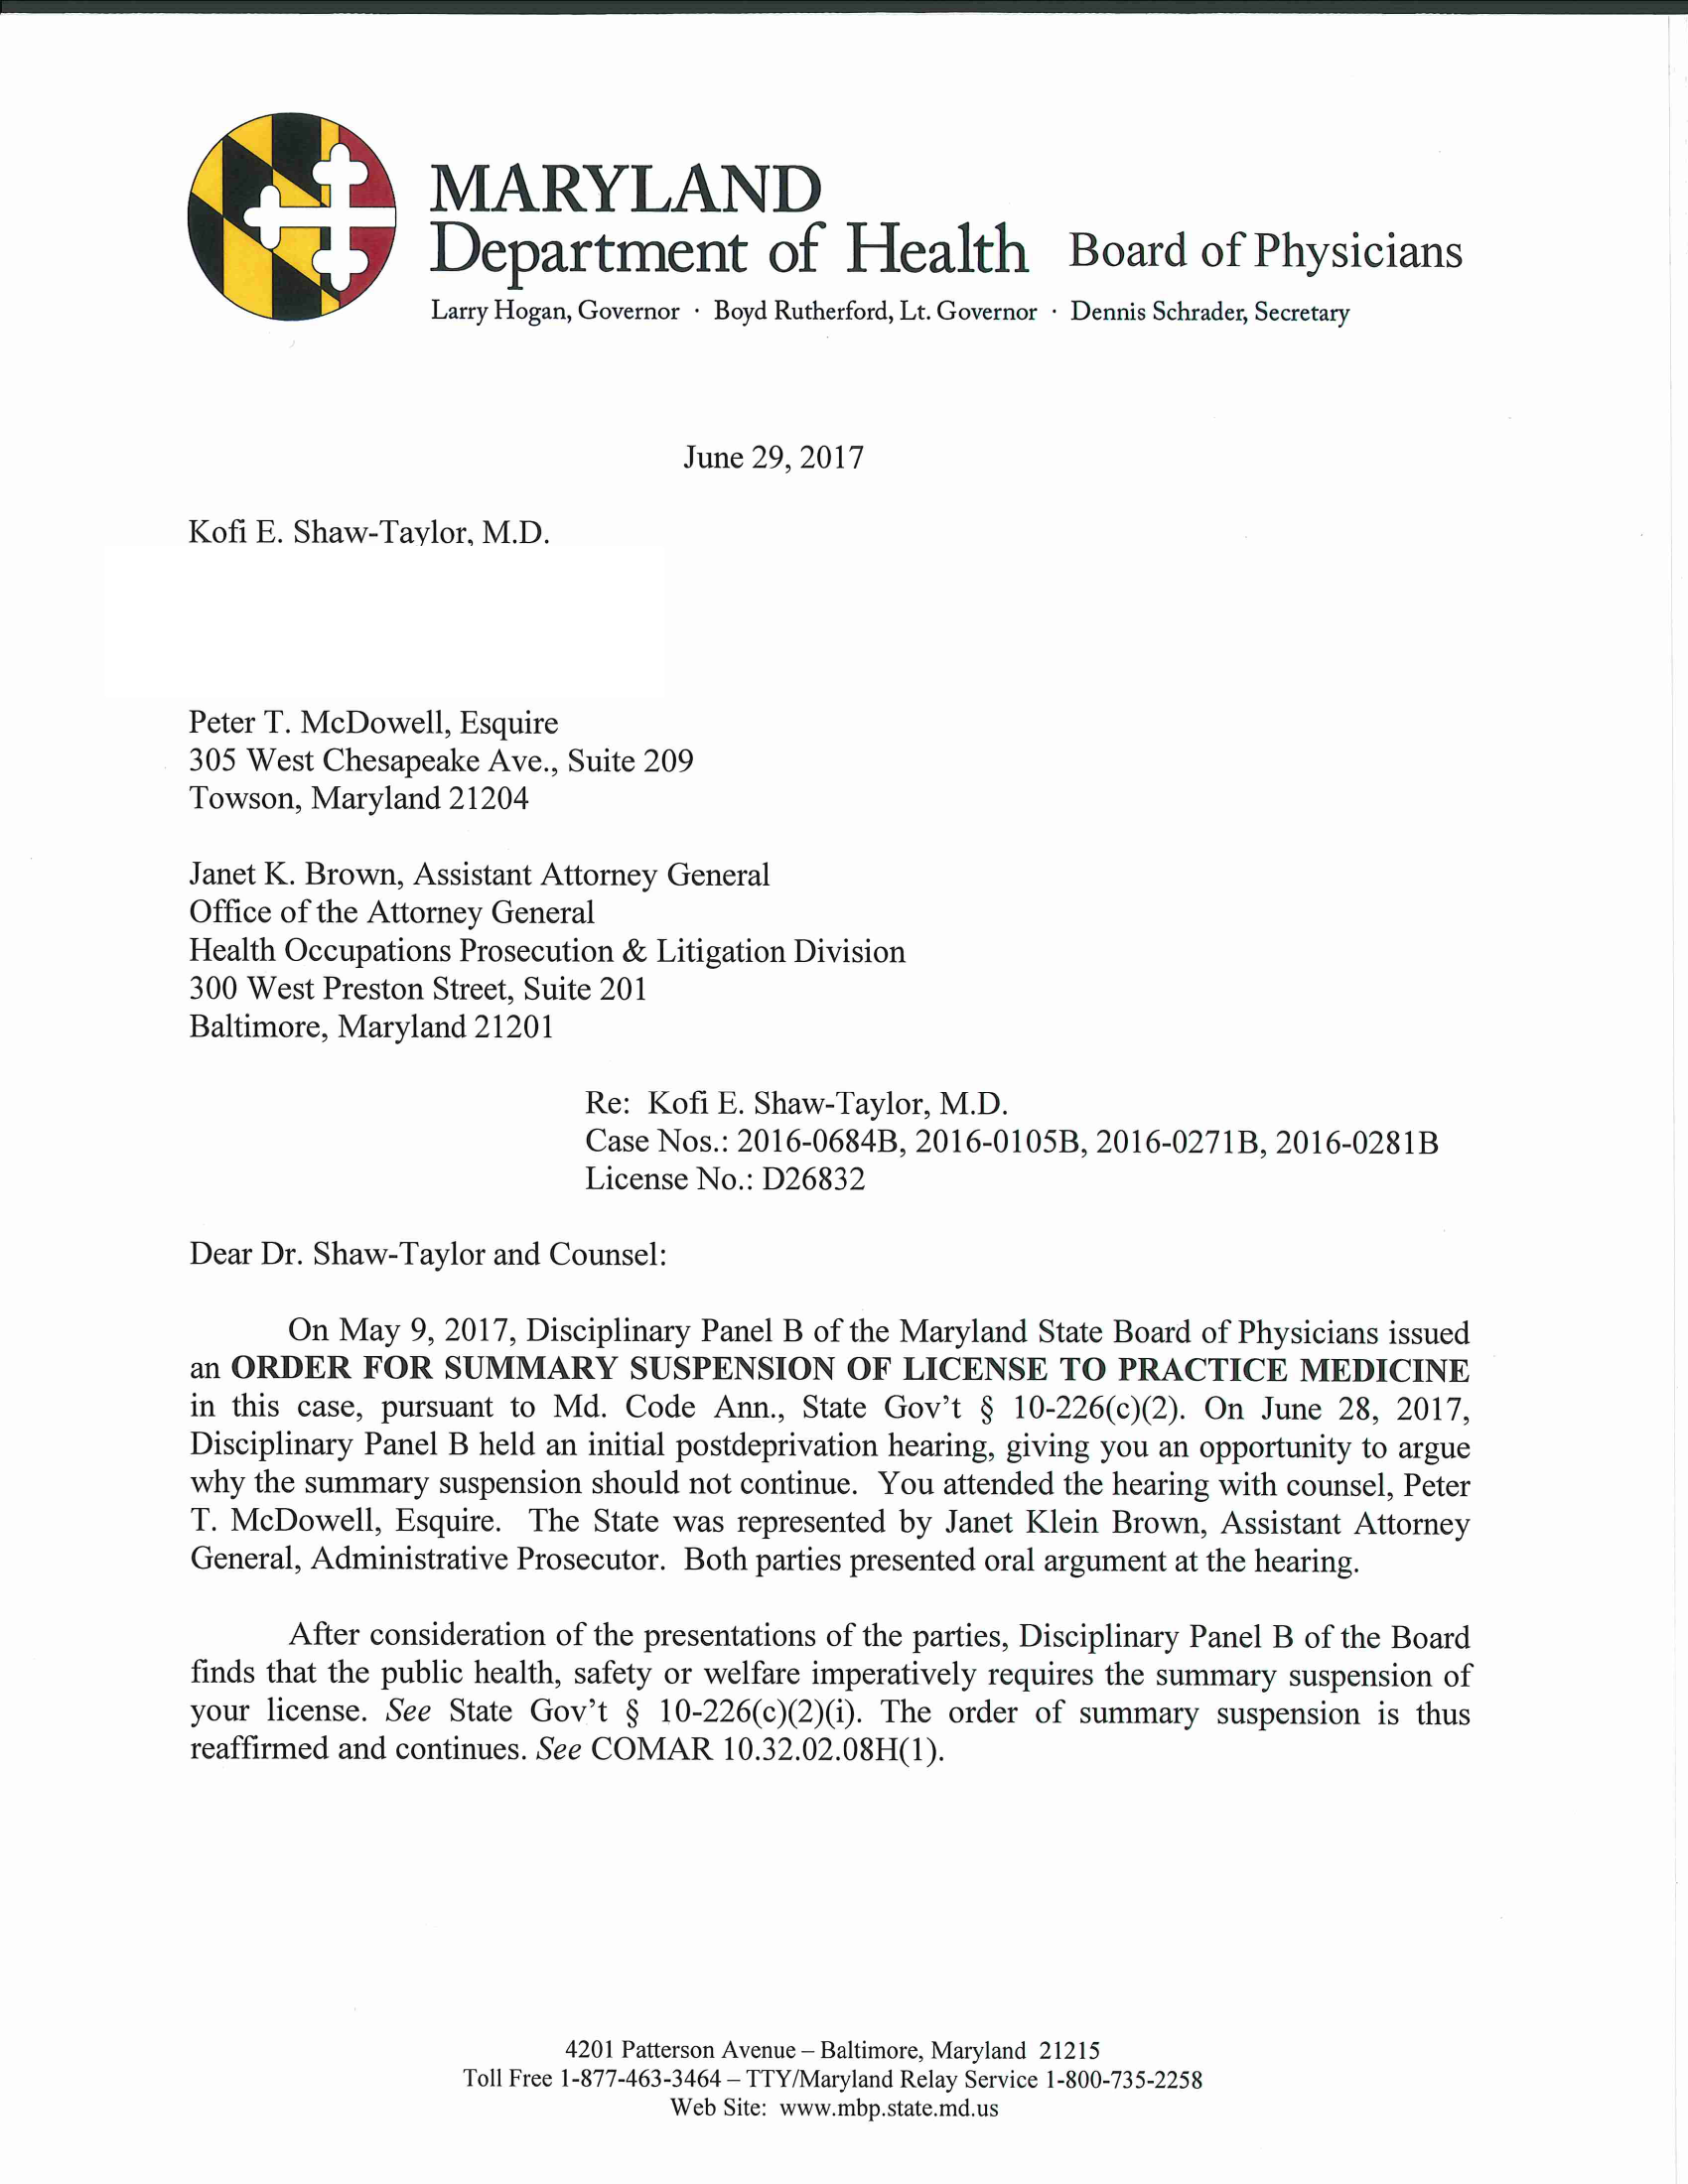 MARYLAND
Department of Health Board of Physicians
Larry Hogan, Governor · Boyd Rutherford, Lt. Governor · Dennis Schrader, Secretary
June 29, 2017
Kofi E. Shaw-Taylor, M.D.
Peter T. McDowell, Esquire
305 West Chesapeake Ave., Suite 209
Towson, Maryland 21204
Janet K. Brown, Assistant Attorney General
Office of the Attorney General
Health Occupations Prosecution & Litigation Division
300 West Preston Street, Suite 201
Baltimore, Maryland 21201
Re: Kofi E. Shaw-Taylor, M.D.
Case Nos.: 2016-0684B, 2016-0105B, 2016-0271B, 2016-0281B
License No.: D26832
Dear Dr. Shaw-Taylor and Counsel:
On May 9, 2017, Disciplinary Panel B of the Maryland State Board of Physicians issued
an ORDER FOR SUMMARY SUSPENSION OF LICENSE TO PRACTICE MEDICINE
in this case, pursuant to Md. Code Ann., State Gov't § 10-226(c)(2). On June 28, 2017,
Disciplinary Panel B held an initial postdeprivation hearing, giving you an opportunity to argue
why the summary suspension should not continue. You attended the hearing with counsel, Peter
T. McDowell, Esquire. The State was represented by Janet Klein Brown, Assistant Attorney
General, Administrative Prosecutor. Both parties presented oral argument at the hearing.
After consideration of the presentations of the parties, Disciplinary Panel B of the Board
finds that the public health, safety or welfare imperatively requires the summary suspension of
your license. See State Gov't § 10-226(c)(2)(i). The order of summary suspension is thus
reaffirmed and continues. See COMAR 10.32.02.08H(1).
4201 Patterson Avenue – Baltimore, Maryland 21215
Toll Free 1-877-463-3464 – TTY/Maryland Relay Service 1-800-735-2258
Web Site: www.mbp.state.md.us